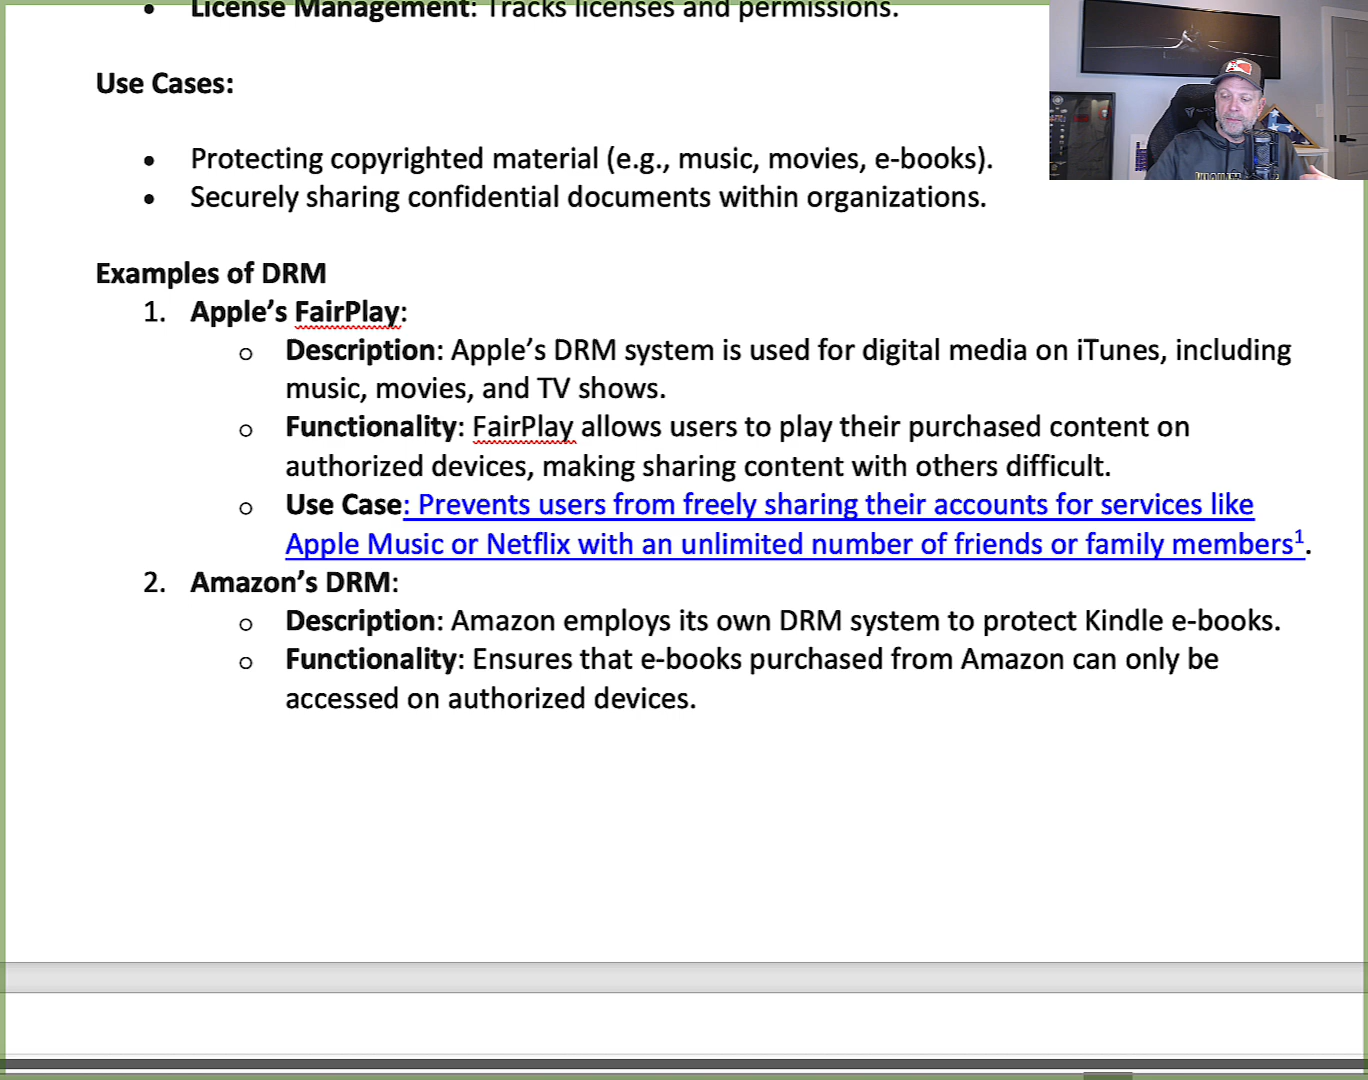 • License Management: Tracks licenses and permissions.
Use Cases:
• Protecting copyrighted material (e.g., music, movies, e-books).
• Securely sharing confidential documents within organizations.
Examples of DRM
1. Apple’s FairPlay:
o Description: Apple’s DRM system is used for digital media on iTunes, including
music, movies, and TV shows.
o Functionality: FairPlay allows users to play their purchased content on
authorized devices, making sharing content with others difficult.
o Use Case: Prevents users from freely sharing their accounts for services like
Apple Music or Netflix with an unlimited number of friends or family members¹.
2. Amazon’s DRM:
o Description: Amazon employs its own DRM system to protect Kindle e-books.
o Functionality: Ensures that e-books purchased from Amazon can only be
accessed on authorized devices.